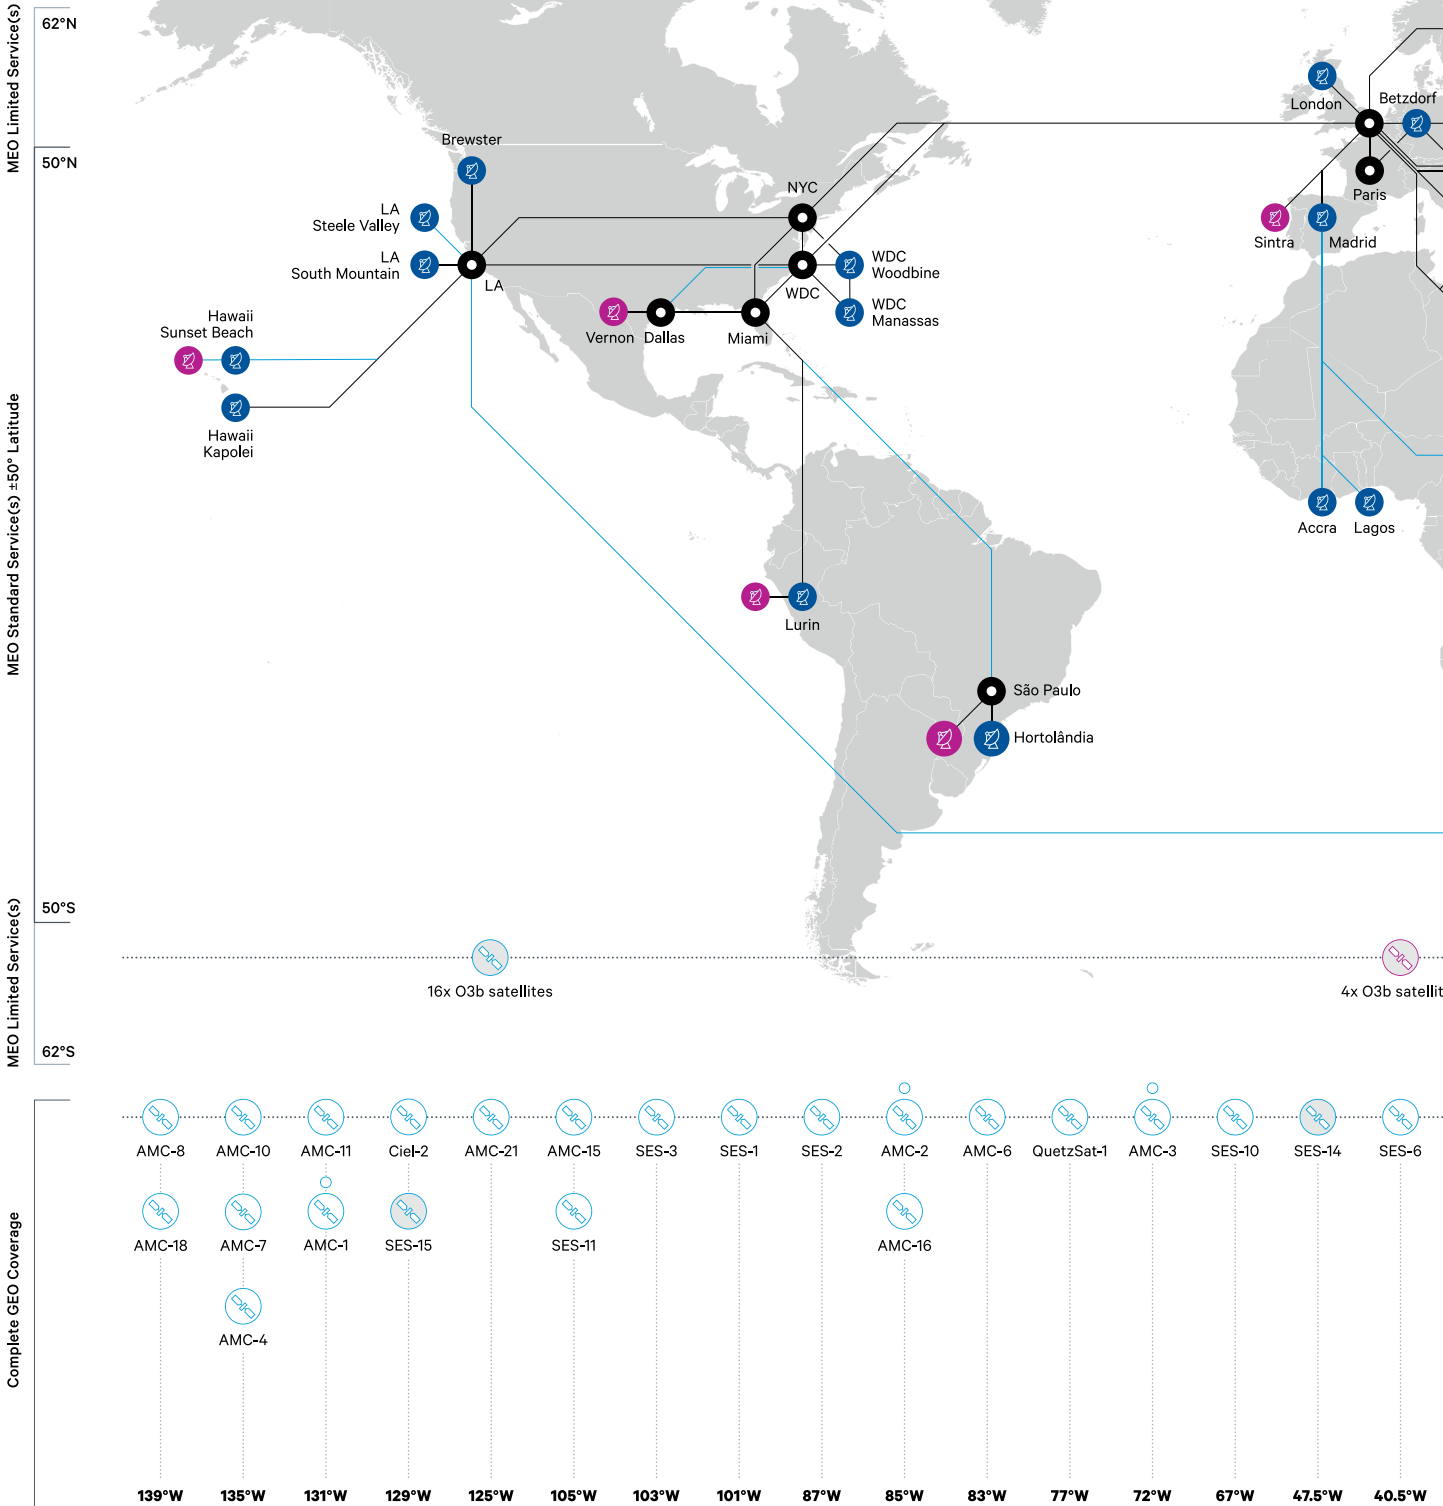 MEO Limited Service(s)
62°N
50°N
MEO Standard Service(s) ±50° Latitude
50°S
MEO Limited Service(s)
62°S
Complete GEO Coverage
London
Betzdorf
Brewster
NYC
Paris
LA
Steele Valley
Sintra
Madrid
LA
South Mountain
LA
WDC
WDC
Woodbine
WDC
Manassas
Hawaii
Sunset Beach
Vernon
Dallas
Miami
Hawaii
Kapolei
Accra
Lagos
Lurin
São Paulo
Hortolândia
16x O3b satellites
4x O3b satellit
AMC-8
AMC-10
AMC-11
Ciel-2
AMC-21
AMC-15
SES-3
SES-1
SES-2
AMC-2
AMC-6
QuetzSat-1
AMC-3
SES-10
SES-14
SES-6
AMC-18
AMC-7
AMC-1
SES-15
SES-11
AMC-16
AMC-4
139°W
135°W
131°W
129°W
125°W
105°W
103°W
101°W
87°W
85°W
83°W
77°W
72°W
67°W
47.5°W
40.5°W